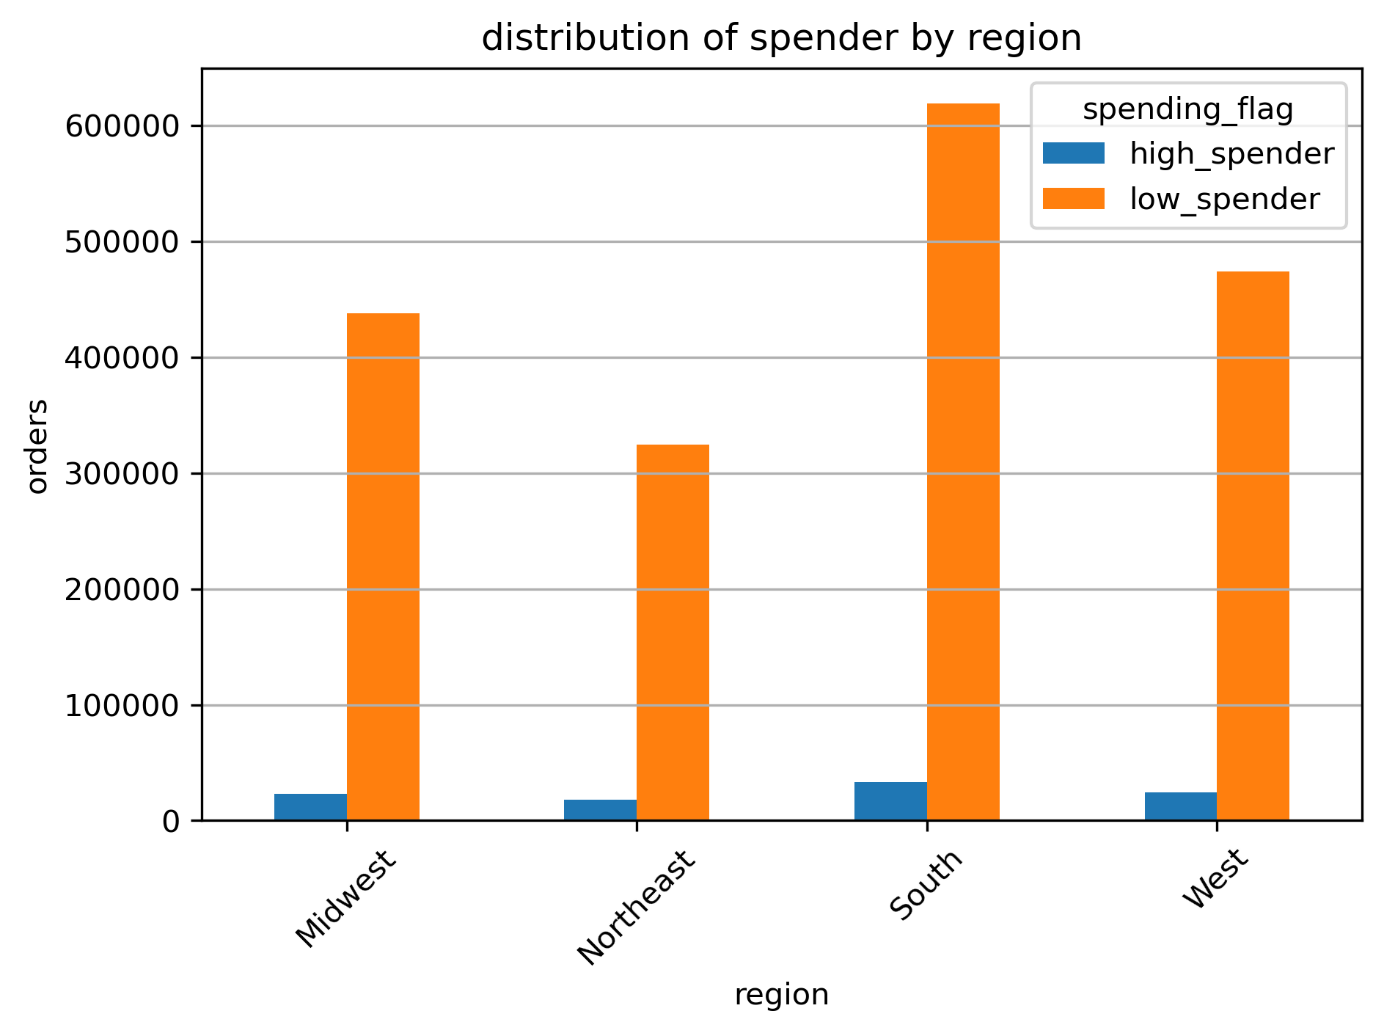 distribution of spender by region
spending_flag
high_spender
low_spender
600000
500000
400000
300000
200000
100000
0
orders
Midwest
Northeast
South
West
region